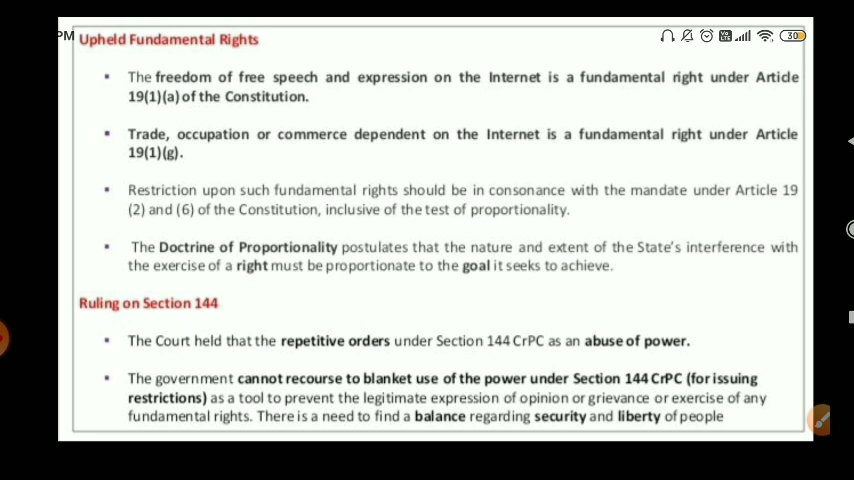 PM
30
Upheld Fundamental Rights
▪ The freedom of free speech and expression on the Internet is a fundamental right under Article
19(1)(a) of the Constitution.
▪ Trade, occupation or commerce dependent on the Internet is a fundamental right under Article
19(1)(g).
▪ Restriction upon such fundamental rights should be in consonance with the mandate under Article 19
(2) and (6) of the Constitution, inclusive of the test of proportionality.
▪ The Doctrine of Proportionality postulates that the nature and extent of the State's interference with
the exercise of a right must be proportionate to the goal it seeks to achieve.
Ruling on Section 144
▪ The Court held that the repetitive orders under Section 144 CrPC as an abuse of power.
▪ The government cannot recourse to blanket use of the power under Section 144 CrPC (for issuing
restrictions) as a tool to prevent the legitimate expression of opinion or grievance or exercise of any
fundamental rights. There is a need to find a balance regarding security and liberty of people